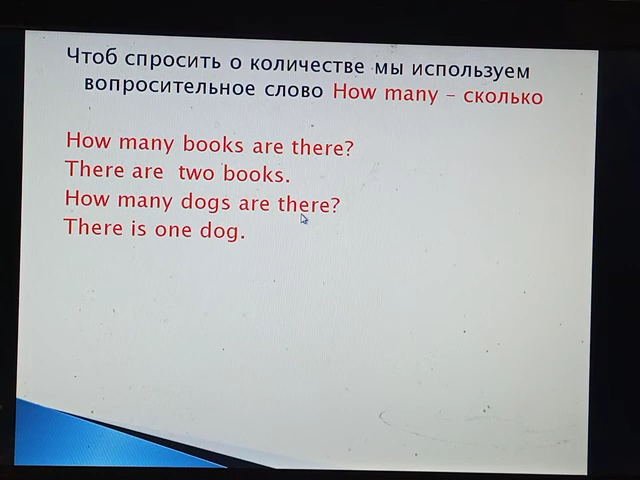 Чтоб спросить о количестве мы используем
вопросительное слово How many – сколько
How many books are there?
There are two books.
How many dogs are there?
There is one dog.